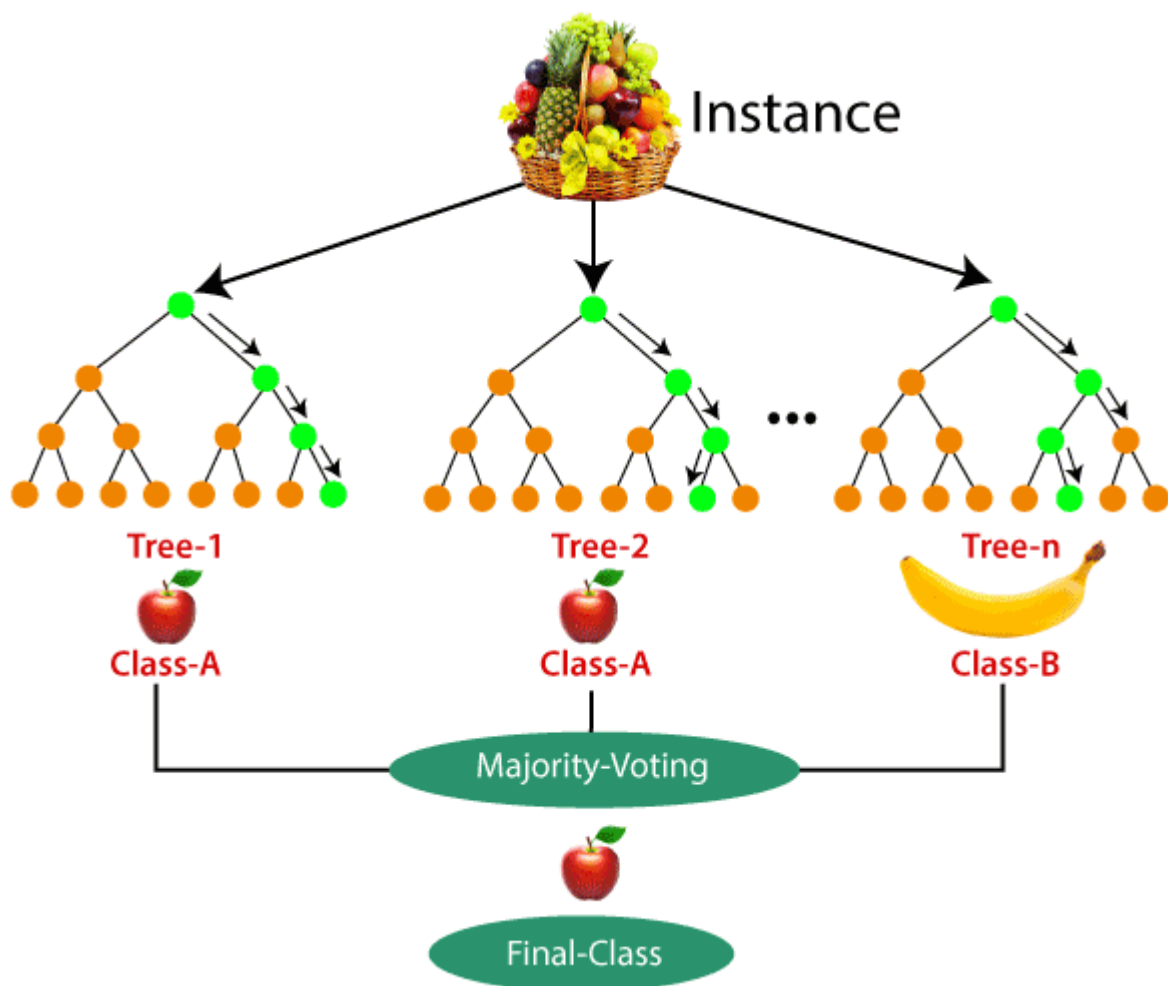 Instance
Tree-1
Tree-2
Tree-n
Class-A
Class-A
Class-B
Majority-Voting
Final-Class